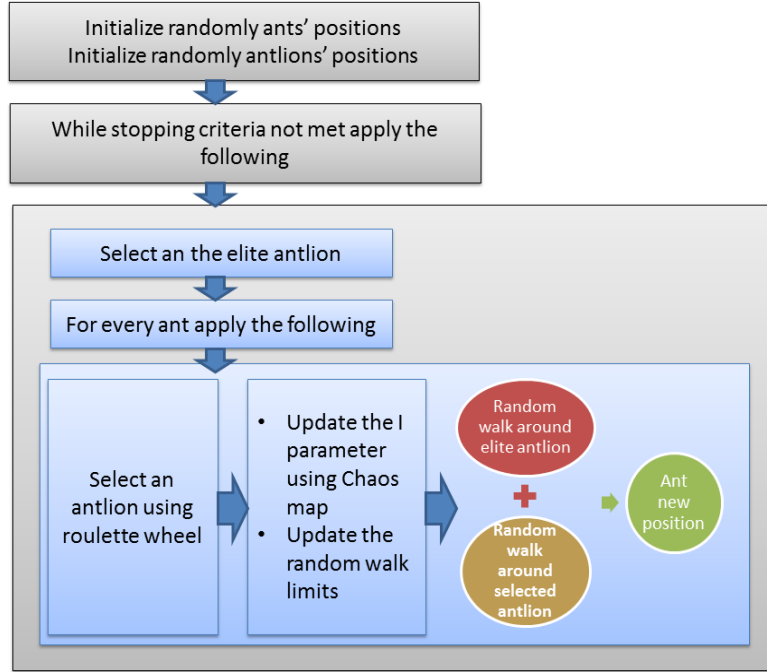 Initialize randomly ants’ positions
Initialize randomly antlions’ positions
While stopping criteria not met apply the
following
Select an the elite antlion
For every ant apply the following
Select an
antlion using
roulette wheel
• Update the I
parameter
using Chaos
map
• Update the
random walk
limits
Random
walk around
elite antlion
Random
walk
around
selected
antlion
Ant
new
position